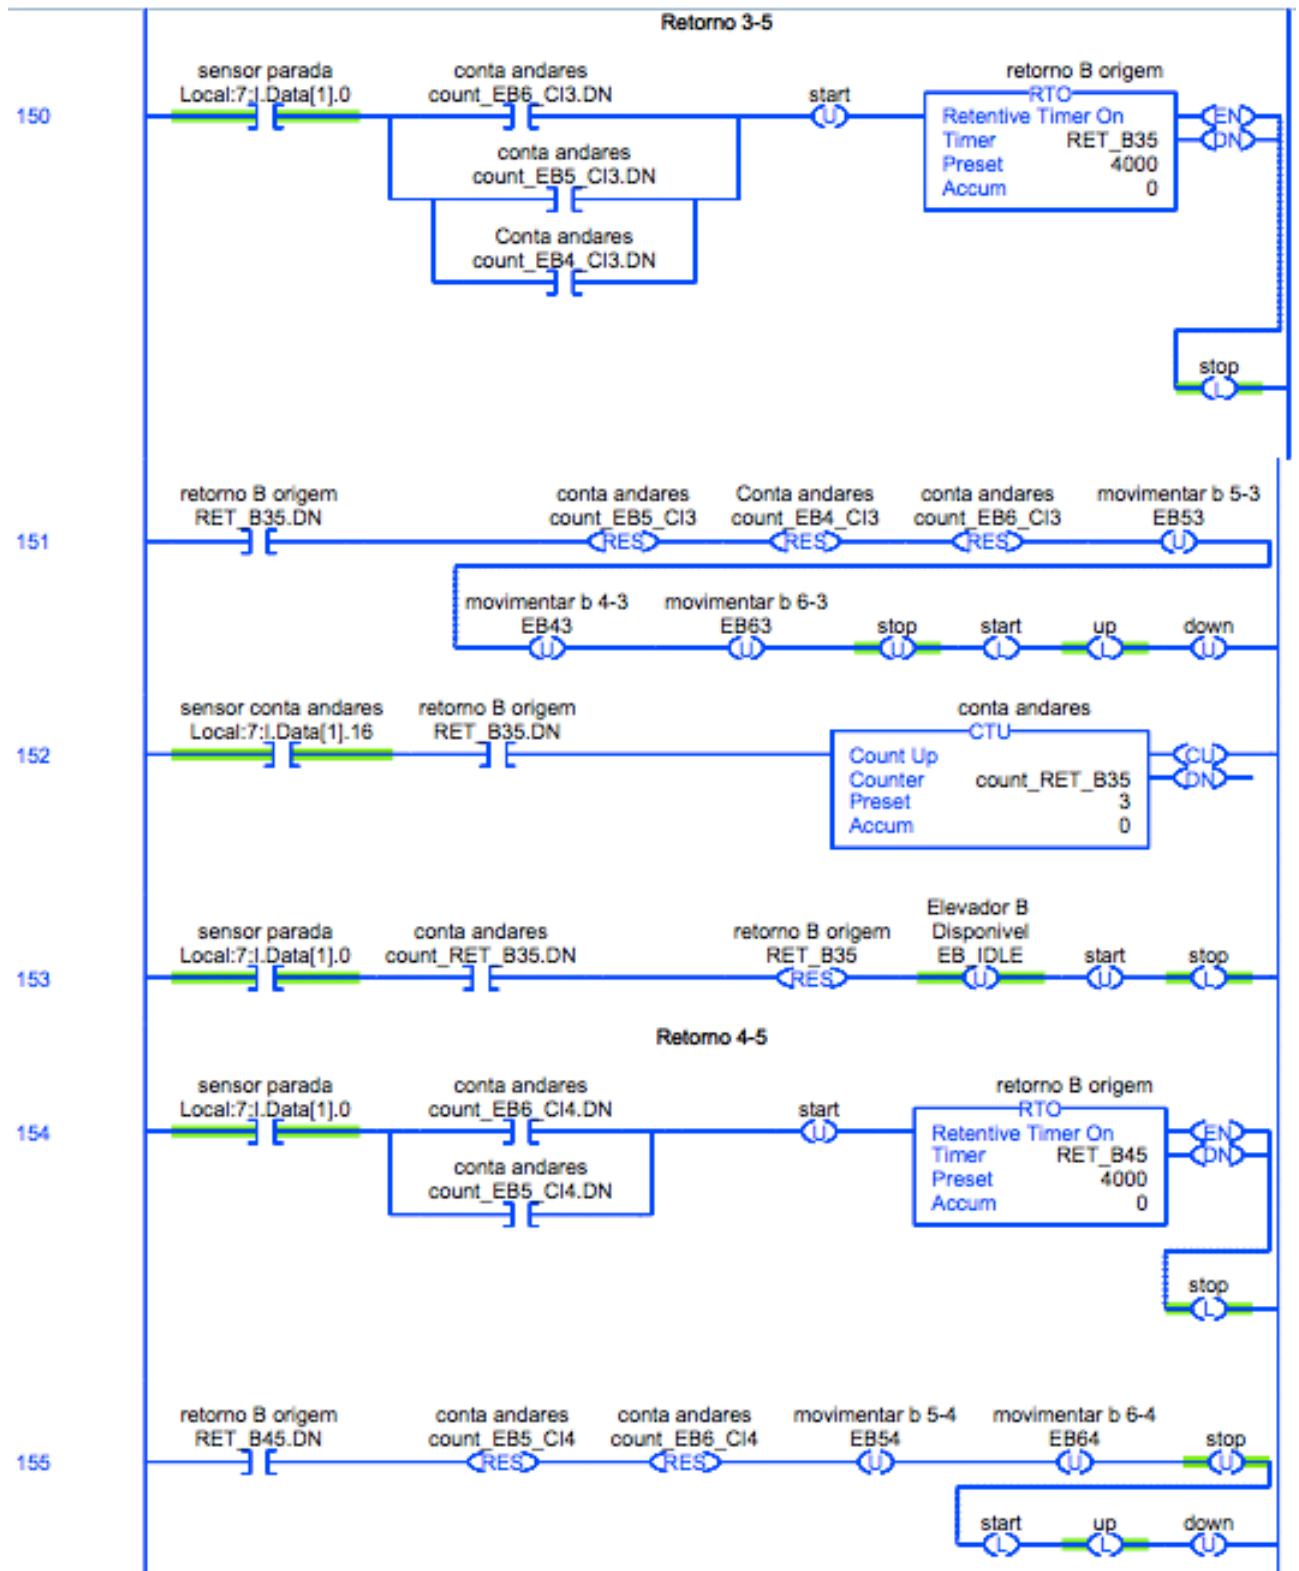 Retorno 3-5
150
sensor parada
Local:7:I.Data[1].0
conta andares
count_EB6_CI3.DN
conta andares
count_EB5_CI3.DN
Conta andares
count_EB4_CI3.DN
start
U
retorno B origem
RTO
Retentive Timer On
Timer RET_B35
Preset 4000
Accum 0
EN
DN
stop
L
151
retorno B origem
RET_B35.DN
conta andares
count_EB5_CI3
RES
Conta andares
count_EB4_CI3
RES
conta andares
count_EB6_CI3
RES
movimentar b 5-3
EB53
U
movimentar b 4-3
EB43
U
movimentar b 6-3
EB63
U
stop
U
start
L
up
L
down
U
152
sensor conta andares
Local:7:I.Data[1].16
retorno B origem
RET_B35.DN
conta andares
CTU
Count Up
Counter count_RET_B35
Preset 3
Accum 0
CU
DN
153
sensor parada
Local:7:I.Data[1].0
conta andares
count_RET_B35.DN
retorno B origem
RET_B35
RES
Elevador B
Disponivel
EB_IDLE
U
start
U
stop
L
Retorno 4-5
154
sensor parada
Local:7:I.Data[1].0
conta andares
count_EB6_CI4.DN
conta andares
count_EB5_CI4.DN
start
U
retorno B origem
RTO
Retentive Timer On
Timer RET_B45
Preset 4000
Accum 0
EN
DN
stop
L
155
retorno B origem
RET_B45.DN
conta andares
count_EB5_CI4
RES
conta andares
count_EB6_CI4
RES
movimentar b 5-4
EB54
U
movimentar b 6-4
EB64
U
stop
U
start
L
up
L
down
U